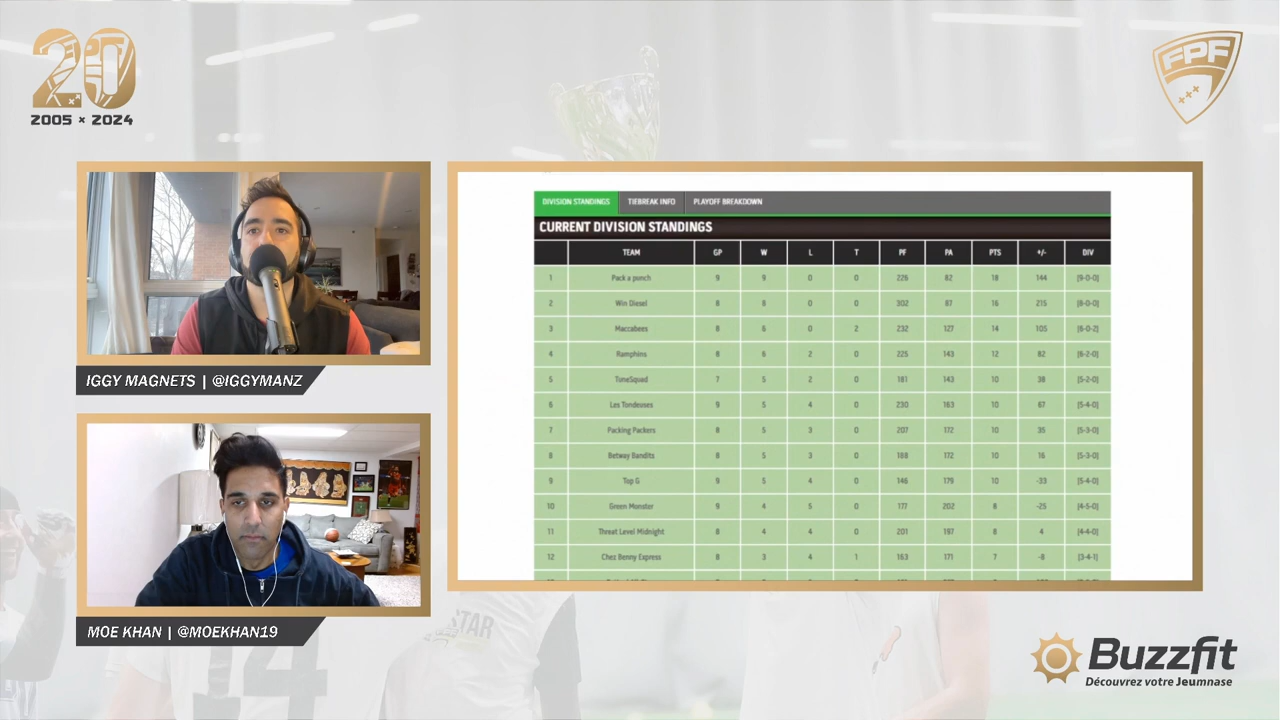 20
2005 × 2024
FPF
DIVISION STANDINGS TIEBREAK INFO PLAYOFF BREAKDOWN
CURRENT DIVISION STANDINGS
TEAM GP W L T PF PA PTS +/- DIV
1 Pack a punch 9 9 0 0 226 82 18 144 (9-0-0)
2 Win Diesel 8 8 0 0 302 87 16 215 (8-0-0)
3 Maccabees 8 6 0 2 232 127 14 105 (6-0-2)
4 Ramphins 8 6 2 0 225 143 12 82 (6-2-0)
5 TuneSquad 7 5 2 0 181 143 10 38 (5-2-0)
6 Les Tondeuses 9 5 4 0 230 163 10 67 (5-4-0)
7 Packing Packers 8 5 3 0 207 172 10 35 (5-3-0)
8 Betway Bandits 8 5 3 0 188 172 10 16 (5-3-0)
9 Top G 9 5 4 0 146 179 10 -33 (5-4-0)
10 Green Monster 9 4 5 0 177 202 8 -25 (4-5-0)
11 Threat Level Midnight 8 4 4 0 201 197 8 4 (4-4-0)
12 Chez Benny Express 8 3 4 1 163 171 7 -8 (3-4-1)
IGGY MAGNETS | @IGGYMANZ
MOE KHAN | @MOEKHAN19
STAR
14
Buzzfit
Découvrez votre Jeumnase